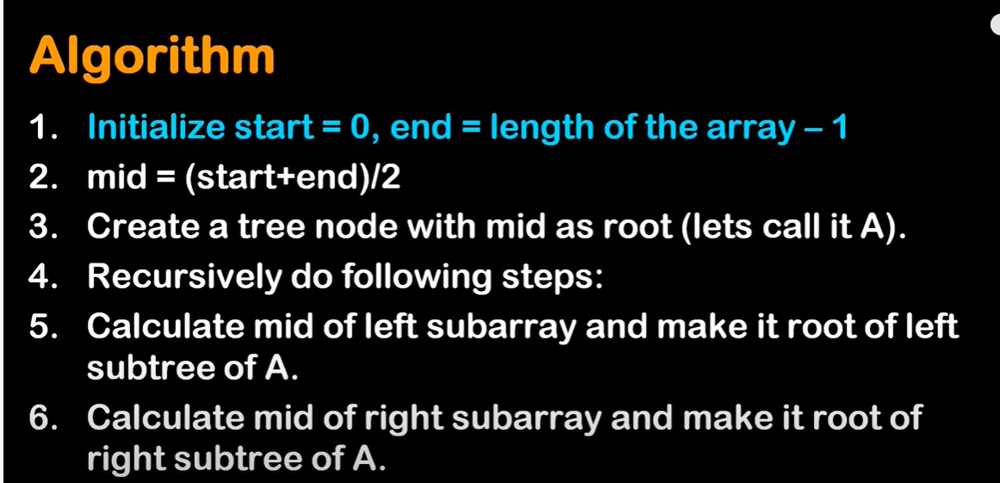 Algorithm
1. Initialize start = 0, end = length of the array – 1
2. mid = (start+end)/2
3. Create a tree node with mid as root (lets call it A).
4. Recursively do following steps:
5. Calculate mid of left subarray and make it root of left
subtree of A.
6. Calculate mid of right subarray and make it root of
right subtree of A.